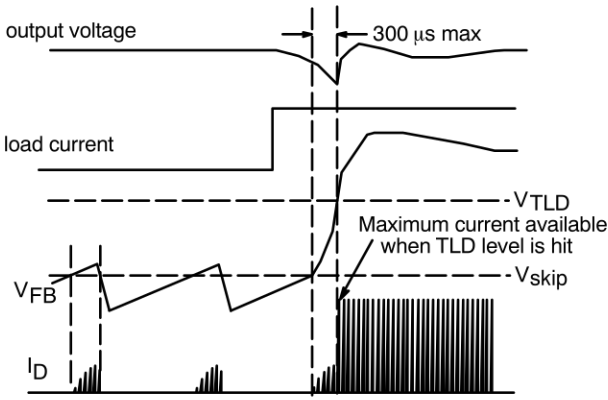 output voltage
300 μs max
load current
VTLD
Maximum current available
when TLD level is hit
Vskip
VFB
ID